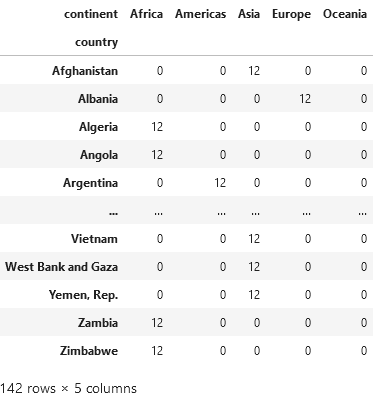 continent Africa Americas Asia Europe Oceania
country
Afghanistan 0 0 12 0 0
Albania 0 0 0 12 0
Algeria 12 0 0 0 0
Angola 12 0 0 0 0
Argentina 0 12 0 0 0
... ... ... ... ... ...
Vietnam 0 0 12 0 0
West Bank and Gaza 0 0 12 0 0
Yemen, Rep. 0 0 12 0 0
Zambia 12 0 0 0 0
Zimbabwe 12 0 0 0 0
142 rows × 5 columns